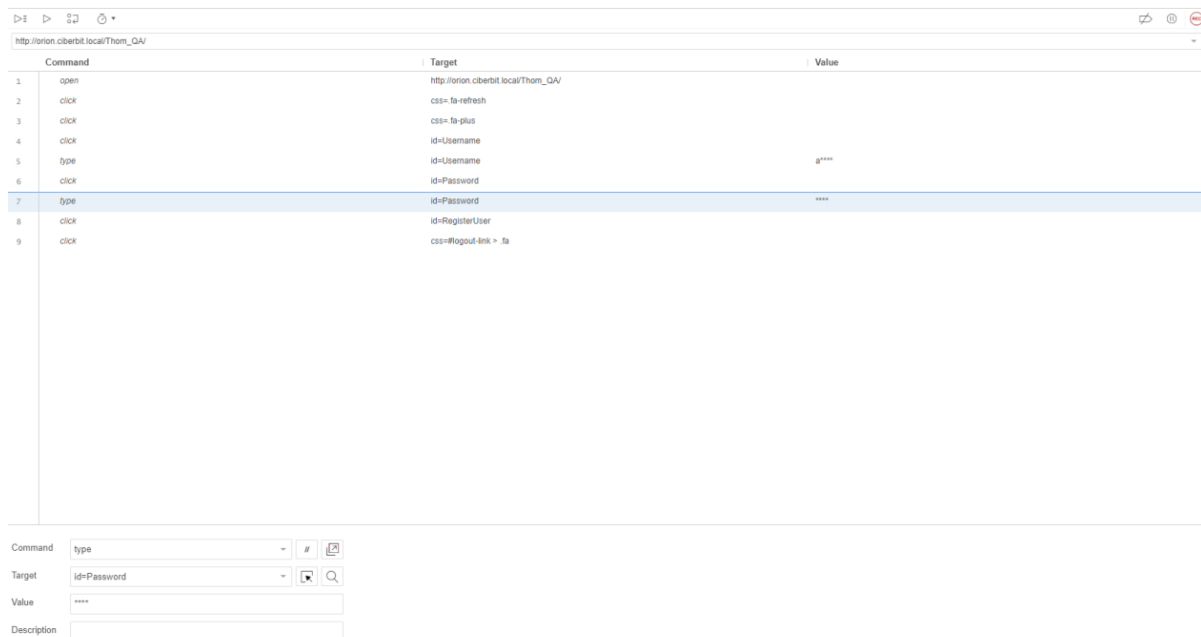 REC
http://orion.ciberbit.local/Thom_QA/
Command Target Value
1 open http://orion.ciberbit.local/Thom_QA/
2 click css=.fa-refresh
3 click css=.fa-plus
4 click id=Username
5 type id=Username a****
6 click id=Password
7 type id=Password ****
8 click id=RegisterUser
9 click css=#logout-link > .fa
Command type //
Target id=Password
Value ****
Description